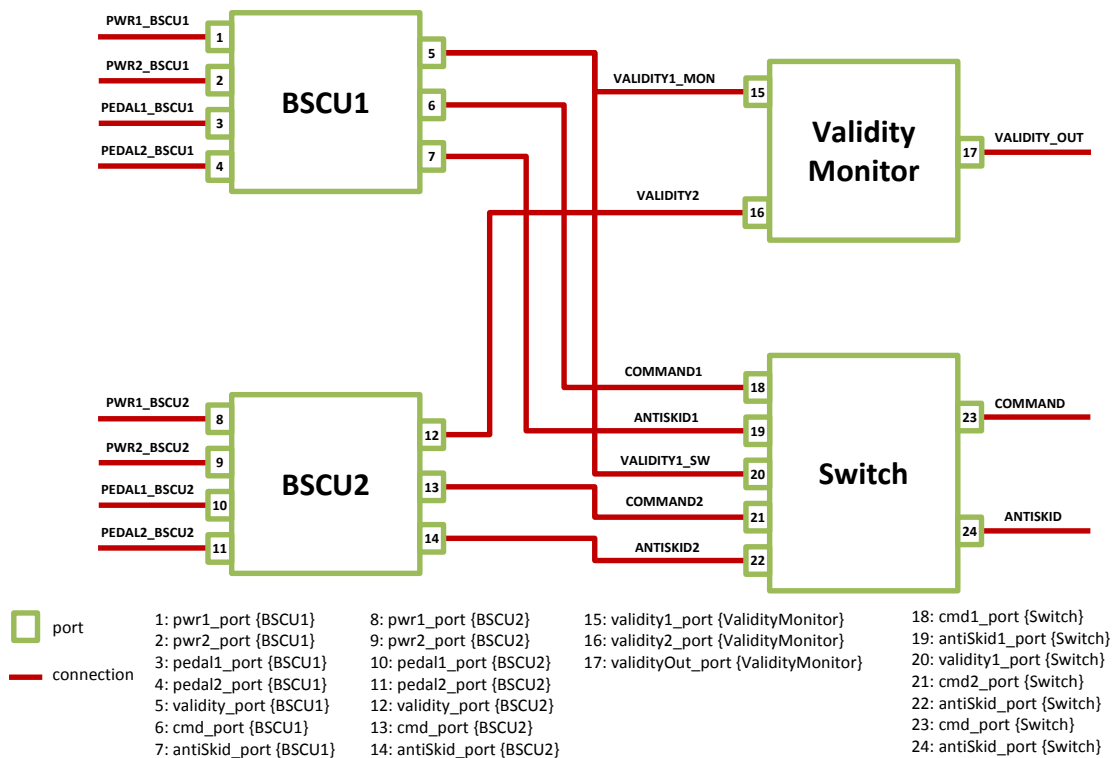 PWR1_BSCU1
PWR2_BSCU1
PEDAL1_BSCU1
PEDAL2_BSCU1
1
2
3
4
BSCU1
5
6
7
VALIDITY1_MON
VALIDITY2
15
16
Validity
Monitor
17
VALIDITY_OUT
PWR1_BSCU2
PWR2_BSCU2
PEDAL1_BSCU2
PEDAL2_BSCU2
8
9
10
11
BSCU2
12
13
14
COMMAND1
ANTISKID1
VALIDITY1_SW
COMMAND2
ANTISKID2
18
19
20
21
22
Switch
23
24
COMMAND
ANTISKID
port
connection
1: pwr1_port {BSCU1}
2: pwr2_port {BSCU1}
3: pedal1_port {BSCU1}
4: pedal2_port {BSCU1}
5: validity_port {BSCU1}
6: cmd_port {BSCU1}
7: antiSkid_port {BSCU1}
8: pwr1_port {BSCU2}
9: pwr2_port {BSCU2}
10: pedal1_port {BSCU2}
11: pedal2_port {BSCU2}
12: validity_port {BSCU2}
13: cmd_port {BSCU2}
14: antiSkid_port {BSCU2}
15: validity1_port {ValidityMonitor}
16: validity2_port {ValidityMonitor}
17: validityOut_port {ValidityMonitor}
18: cmd1_port {Switch}
19: antiSkid1_port {Switch}
20: validity1_port {Switch}
21: cmd2_port {Switch}
22: antiSkid_port {Switch}
23: cmd_port {Switch}
24: antiSkid_port {Switch}